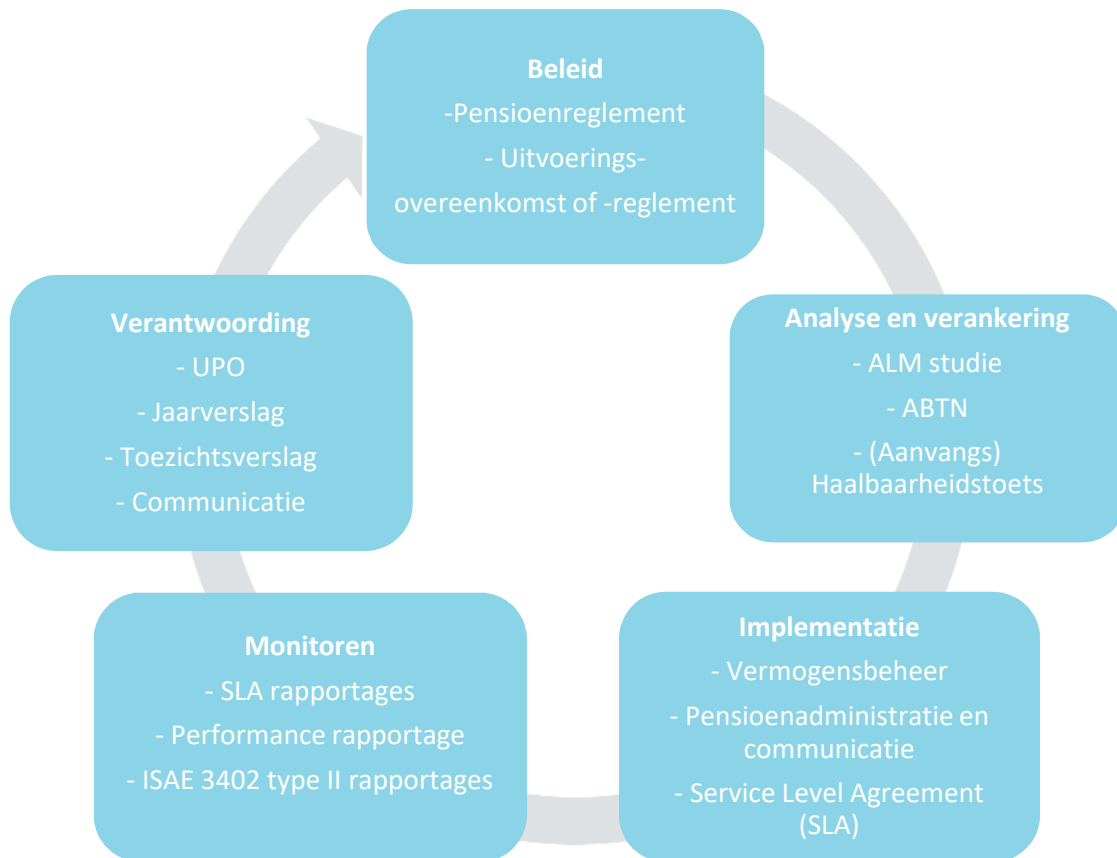 Beleid
-Pensioenreglement
- Uitvoerings-
overeenkomst of -reglement
Analyse en verankering
- ALM studie
- ABTN
- (Aanvangs)
Haalbaarheidstoets
Implementatie
- Vermogensbeheer
- Pensioenadministratie en
communicatie
- Service Level Agreement
(SLA)
Monitoren
- SLA rapportages
- Performance rapportage
- ISAE 3402 type II rapportages
Verantwoording
- UPO
- Jaarverslag
- Toezichtsverslag
- Communicatie